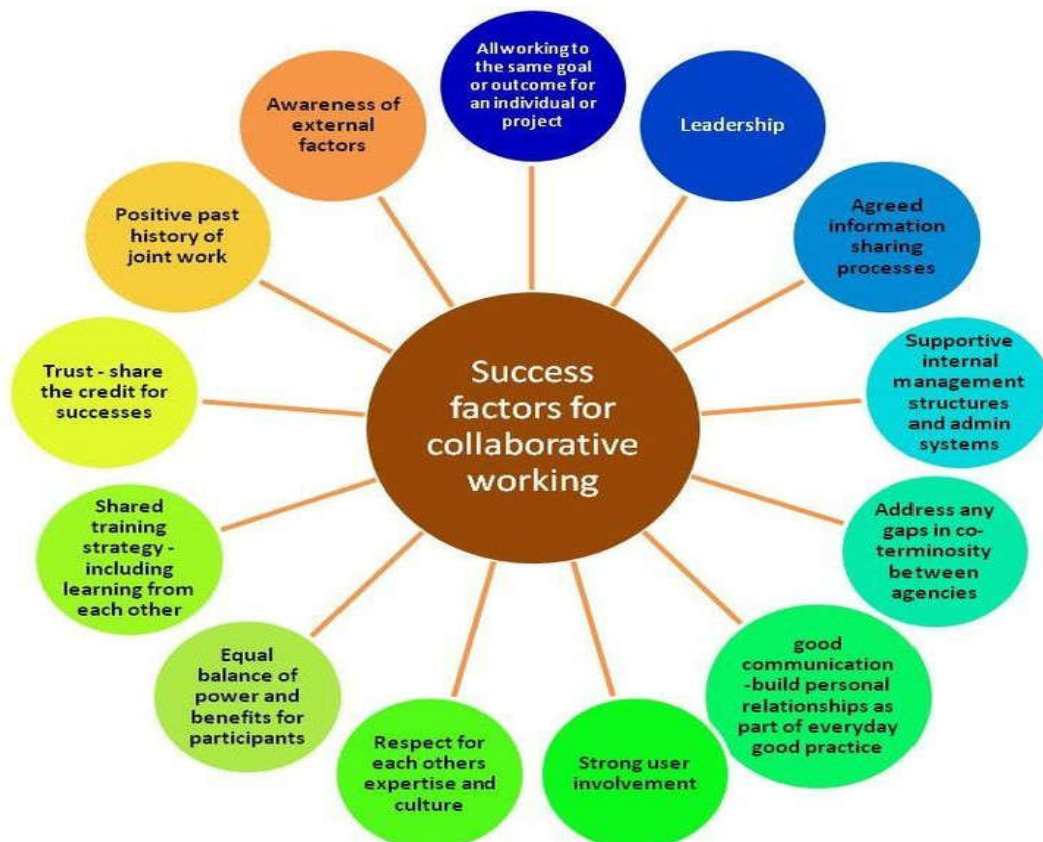 Success
factors for
collaborative
working
All working to
the same goal
or outcome for
an individual or
project
Leadership
Agreed
information
sharing
processes
Supportive
internal
management
structures
and admin
systems
Address any
gaps in co-
terminosity
between
agencies
good
communication
-build personal
relationships as
part of everyday
good practice
Strong user
involvement
Respect for
each others
expertise and
culture
Equal
balance of
power and
benefits for
participants
Shared
training
strategy -
including
learning from
each other
Trust - share
the credit for
successes
Positive past
history of
joint work
Awareness of
external
factors